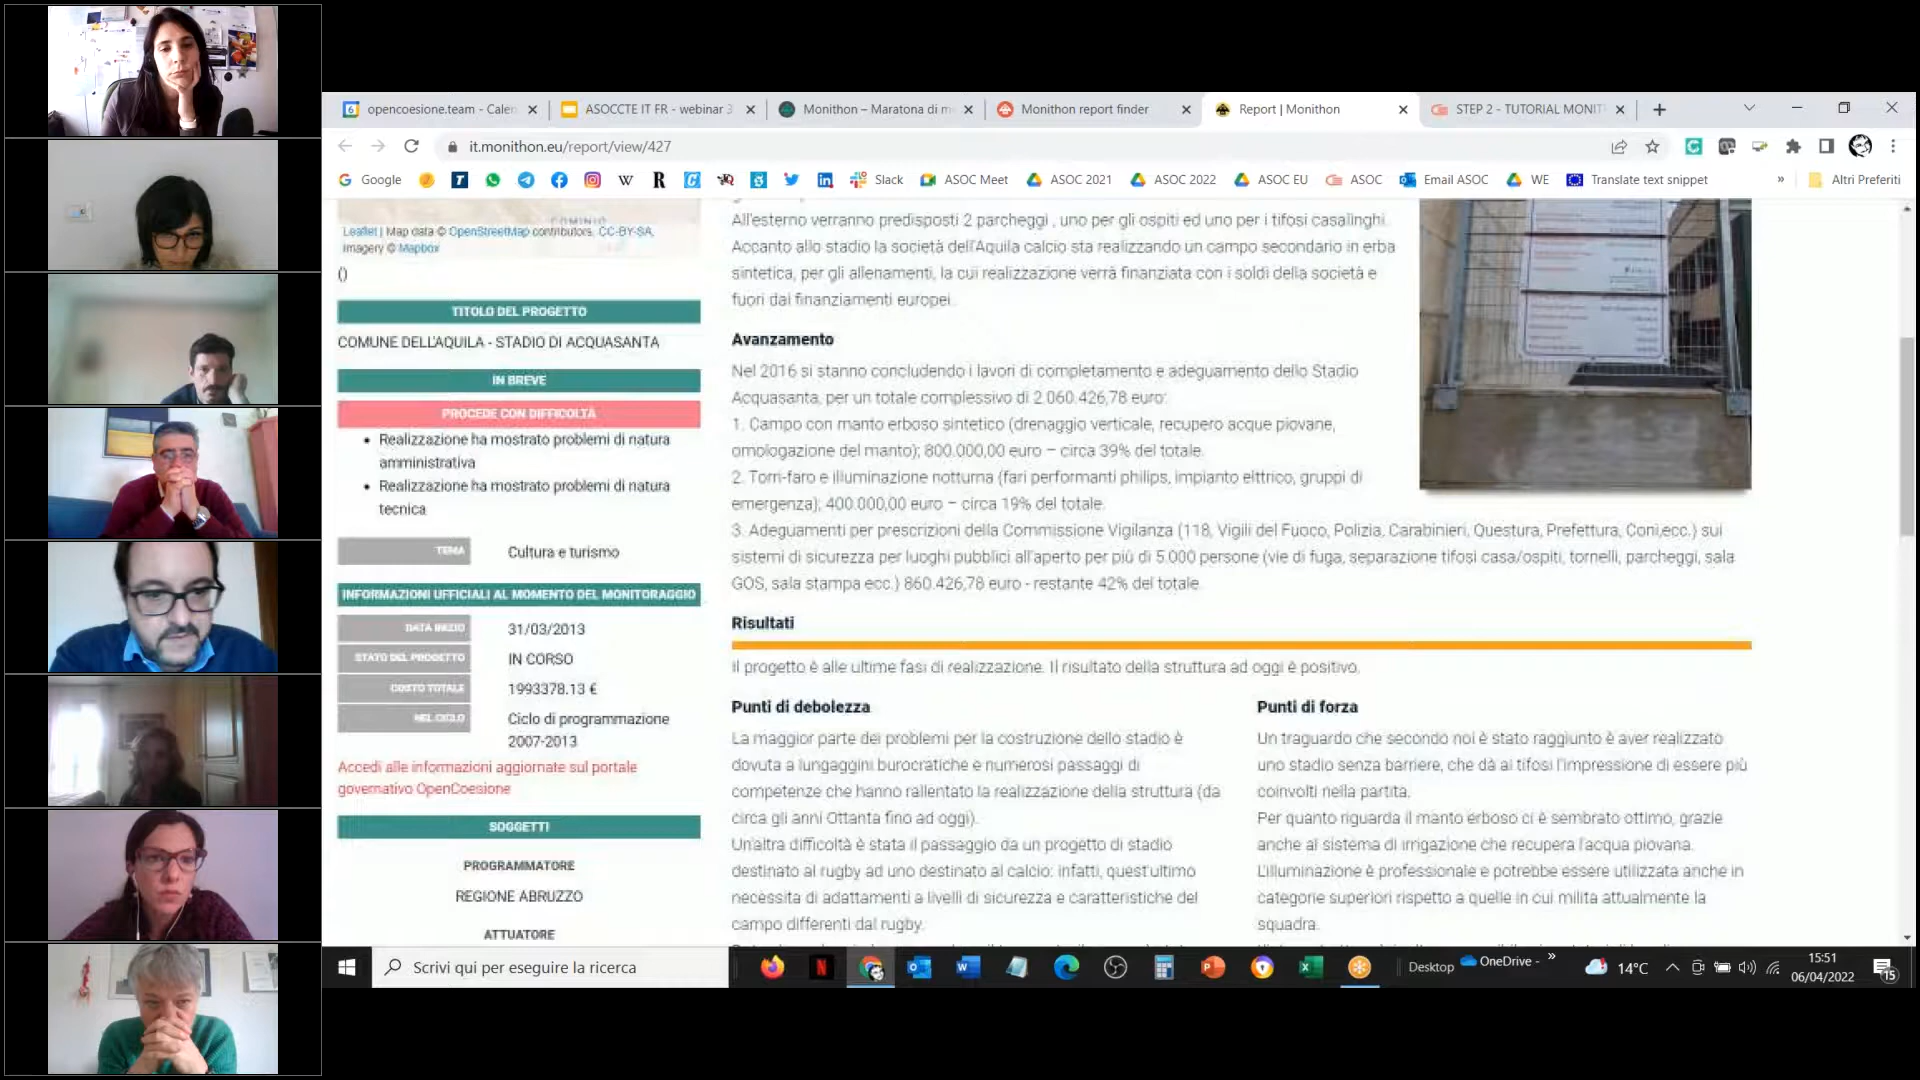 opencoesione.team - Calen
ASOCCTE IT FR - webinar 3
Monithon – Maratona di m
Monithon report finder
Report | Monithon
STEP 2 - TUTORIAL MONIT
it.monithon.eu/report/view/427
Google
Slack
ASOC Meet
ASOC 2021
ASOC 2022
ASOC EU
ASOC
Email ASOC
WE
Translate text snippet
»
Altri Preferiti
COMINIO
Leaflet | Map data © OpenStreetMap contributors, CC-BY-SA,
Imagery © Mapbox
()
TITOLO DEL PROGETTO
COMUNE DELL'AQUILA - STADIO DI ACQUASANTA
IN BREVE
PROCEDE CON DIFFICOLTÀ
• Realizzazione ha mostrato problemi di natura
amministrativa
• Realizzazione ha mostrato problemi di natura
tecnica
TEMA Cultura e turismo
INFORMAZIONI UFFICIALI AL MOMENTO DEL MONITORAGGIO
DATA INIZIO 31/03/2013
STATO DEL PROGETTO IN CORSO
COSTO TOTALE 1993378.13 €
NEL CICLO Ciclo di programmazione
2007-2013
Accedi alle informazioni aggiornate sul portale
governativo OpenCoesione
SOGGETTI
PROGRAMMATORE
REGIONE ABRUZZO
ATTUATORE
All'esterno verranno predisposti 2 parcheggi , uno per gli ospiti ed uno per i tifosi casalinghi.
Accanto allo stadio la società dell'Aquila calcio sta realizzando un campo secondario in erba
sintetica, per gli allenamenti, la cui realizzazione verrà finanziata con i soldi della società e
fuori dai finanziamenti europei.
Avanzamento
Nel 2016 si stanno concludendo i lavori di completamento e adeguamento dello Stadio
Acquasanta, per un totale complessivo di 2.060.426,78 euro:
1. Campo con manto erboso sintetico (drenaggio verticale, recupero acque piovane,
omologazione del manto); 800.000,00 euro – circa 39% del totale.
2. Torri-faro e illuminazione notturna (fari performanti philips, impianto elttrico, gruppi di
emergenza); 400.000,00 euro – circa 19% del totale.
3. Adeguamenti per prescrizioni della Commissione Vigilanza (118, Vigili del Fuoco, Polizia, Carabinieri, Questura, Prefettura, Coni,ecc.) sui
sistemi di sicurezza per luoghi pubblici all'aperto per più di 5.000 persone (vie di fuga, separazione tifosi casa/ospiti, tornelli, parcheggi, sala
GOS, sala stampa ecc.) 860.426,78 euro - restante 42% del totale.
Risultati
Il progetto è alle ultime fasi di realizzazione. Il risultato della struttura ad oggi è positivo.
Punti di debolezza
La maggior parte dei problemi per la costruzione dello stadio è
dovuta a lungaggini burocratiche e numerosi passaggi di
competenze che hanno rallentato la realizzazione della struttura (da
circa gli anni Ottanta fino ad oggi).
Un'altra difficoltà è stata il passaggio da un progetto di stadio
destinato al rugby ad uno destinato al calcio: infatti, quest'ultimo
necessita di adattamenti a livelli di sicurezza e caratteristiche del
campo differenti dal rugby.
Punti di forza
Un traguardo che secondo noi è stato raggiunto è aver realizzato
uno stadio senza barriere, che dà ai tifosi l'impressione di essere più
coinvolti nella partita.
Per quanto riguarda il manto erboso ci è sembrato ottimo, grazie
anche al sistema di irrigazione che recupera l'acqua piovana.
L'illuminazione è professionale e potrebbe essere utilizzata anche in
categorie superiori rispetto a quelle in cui milita attualmente la
squadra.
Scrivi qui per eseguire la ricerca
Desktop
OneDrive -
»
14°C
15:51
06/04/2022
15